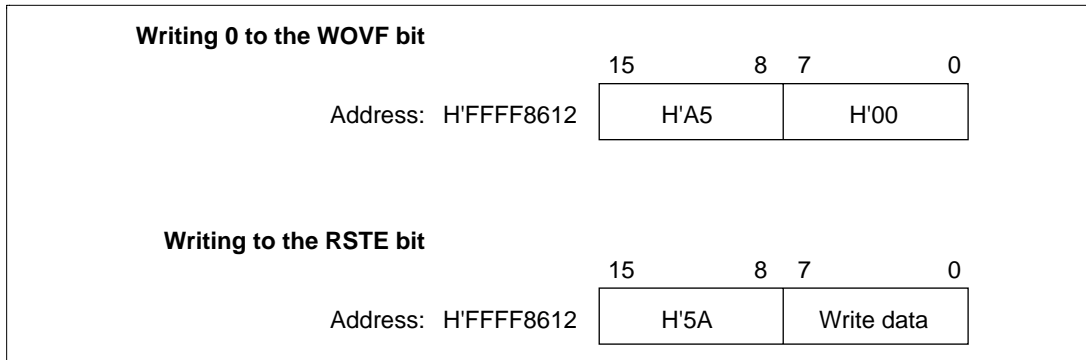 Writing 0 to the WOVF bit
15 8 7 0
Address: H'FFFF8612 H'A5 H'00
Writing to the RSTE bit
15 8 7 0
Address: H'FFFF8612 H'5A Write data